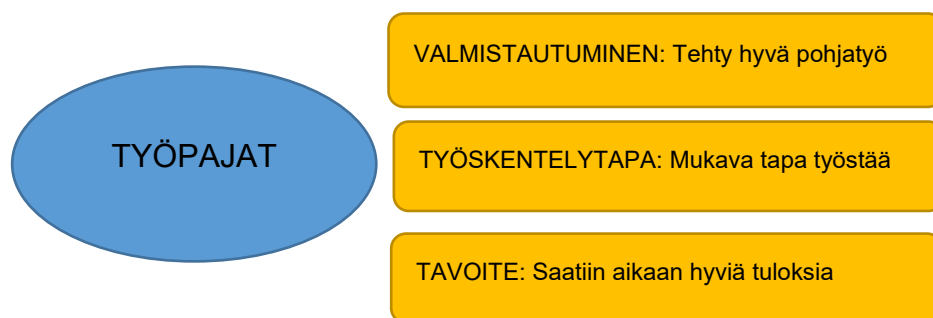 TYÖPAJAT
VALMISTAUTUMINEN: Tehty hyvä pohjatyö
TYÖSKENTELYTAPA: Mukava tapa työstää
TAVOITE: Saatiin aikaan hyviä tuloksia